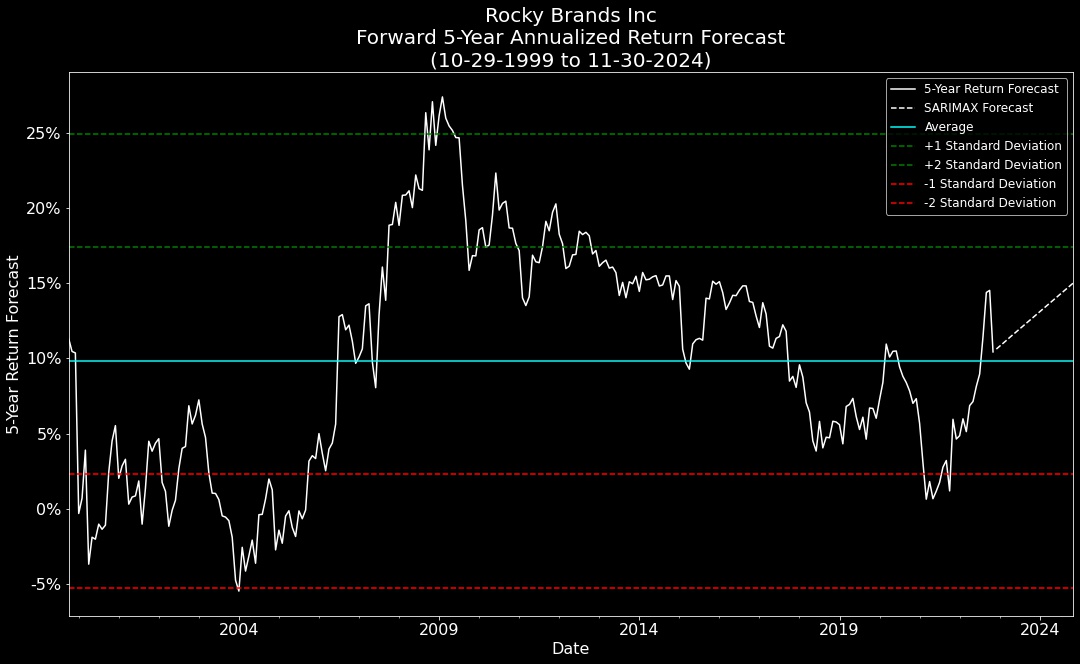 Rocky Brands Inc
Forward 5-Year Annualized Return Forecast
(10-29-1999 to 11-30-2024)
5-Year Return Forecast
SARIMAX Forecast
Average
+1 Standard Deviation
+2 Standard Deviation
-1 Standard Deviation
-2 Standard Deviation
5-Year Return Forecast
25%
20%
15%
10%
5%
0%
-5%
2004
2009
2014
2019
2024
Date